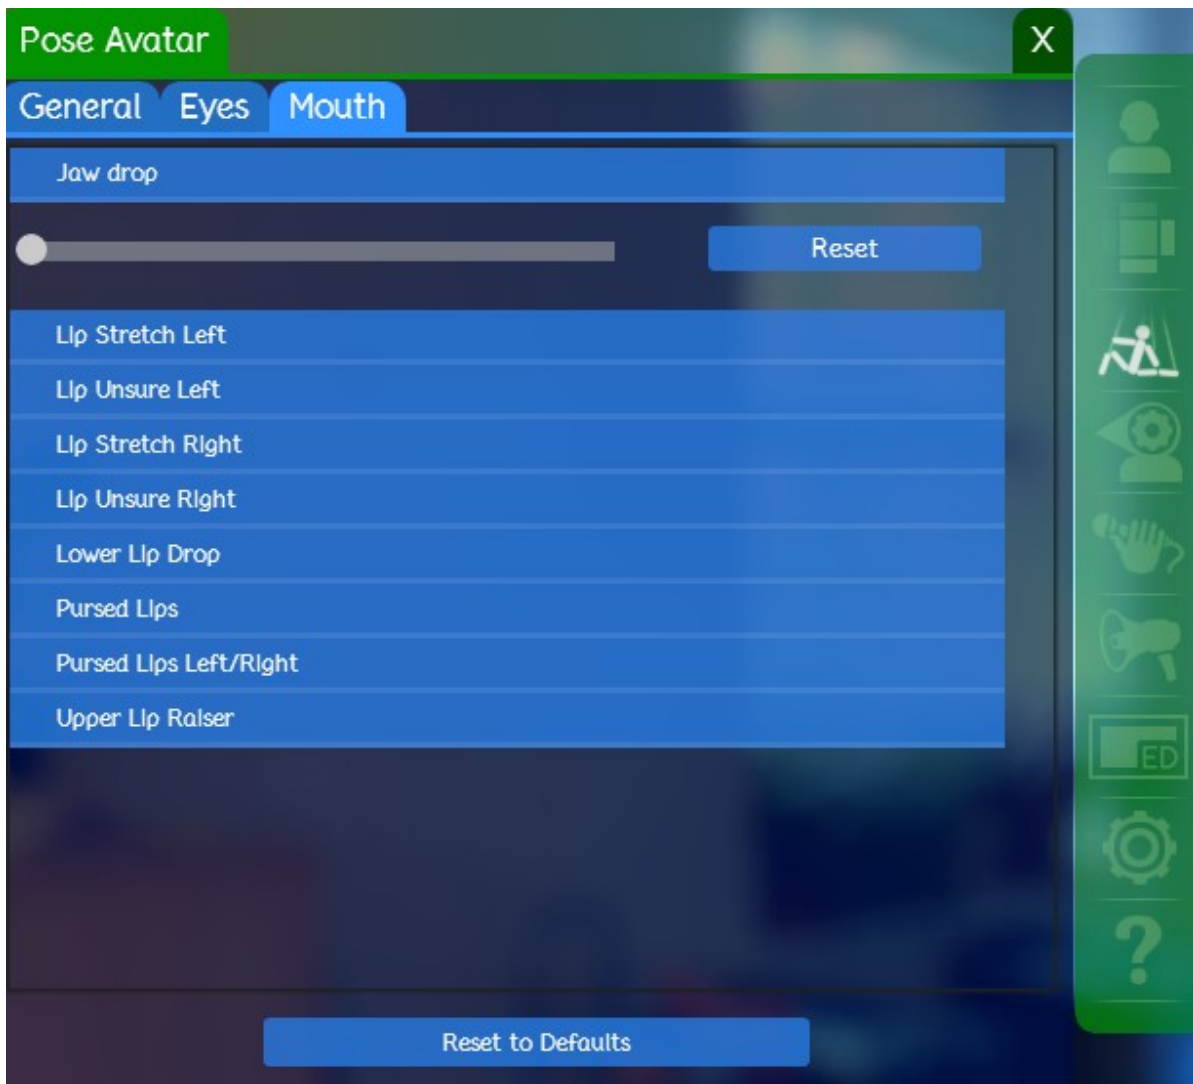 Pose Avatar
X
General Eyes Mouth
Jaw drop
Reset
Lip Stretch Left
Lip Unsure Left
Lip Stretch Right
Lip Unsure Right
Lower Lip Drop
Pursed Lips
Pursed Lips Left/Right
Upper Lip Raiser
ED
?
Reset to Defaults